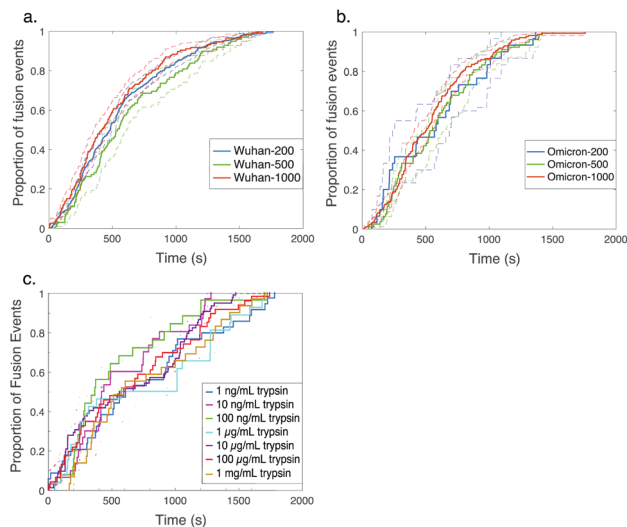 a.
Proportion of fusion events
1
0.8
0.6
0.4
0.2
0
0 500 1000 1500 2000
Time (s)
Wuhan-200
Wuhan-500
Wuhan-1000
b.
Proportion of fusion events
1
0.8
0.6
0.4
0.2
0
0 500 1000 1500 2000
Time (s)
Omicron-200
Omicron-500
Omicron-1000
c.
Proportion of Fusion Events
1
0.8
0.6
0.4
0.2
0
0 500 1000 1500 2000
Time (s)
1 ng/mL trypsin
10 ng/mL trypsin
100 ng/mL trypsin
1 µg/mL trypsin
10 µg/mL trypsin
100 µg/mL trypsin
1 mg/mL trypsin